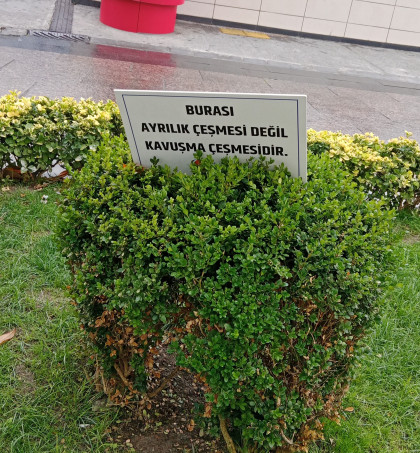 BURASI
AYRILIK ÇEŞMESİ DEĞİL
KAVUŞMA ÇEŞMESİDİR.